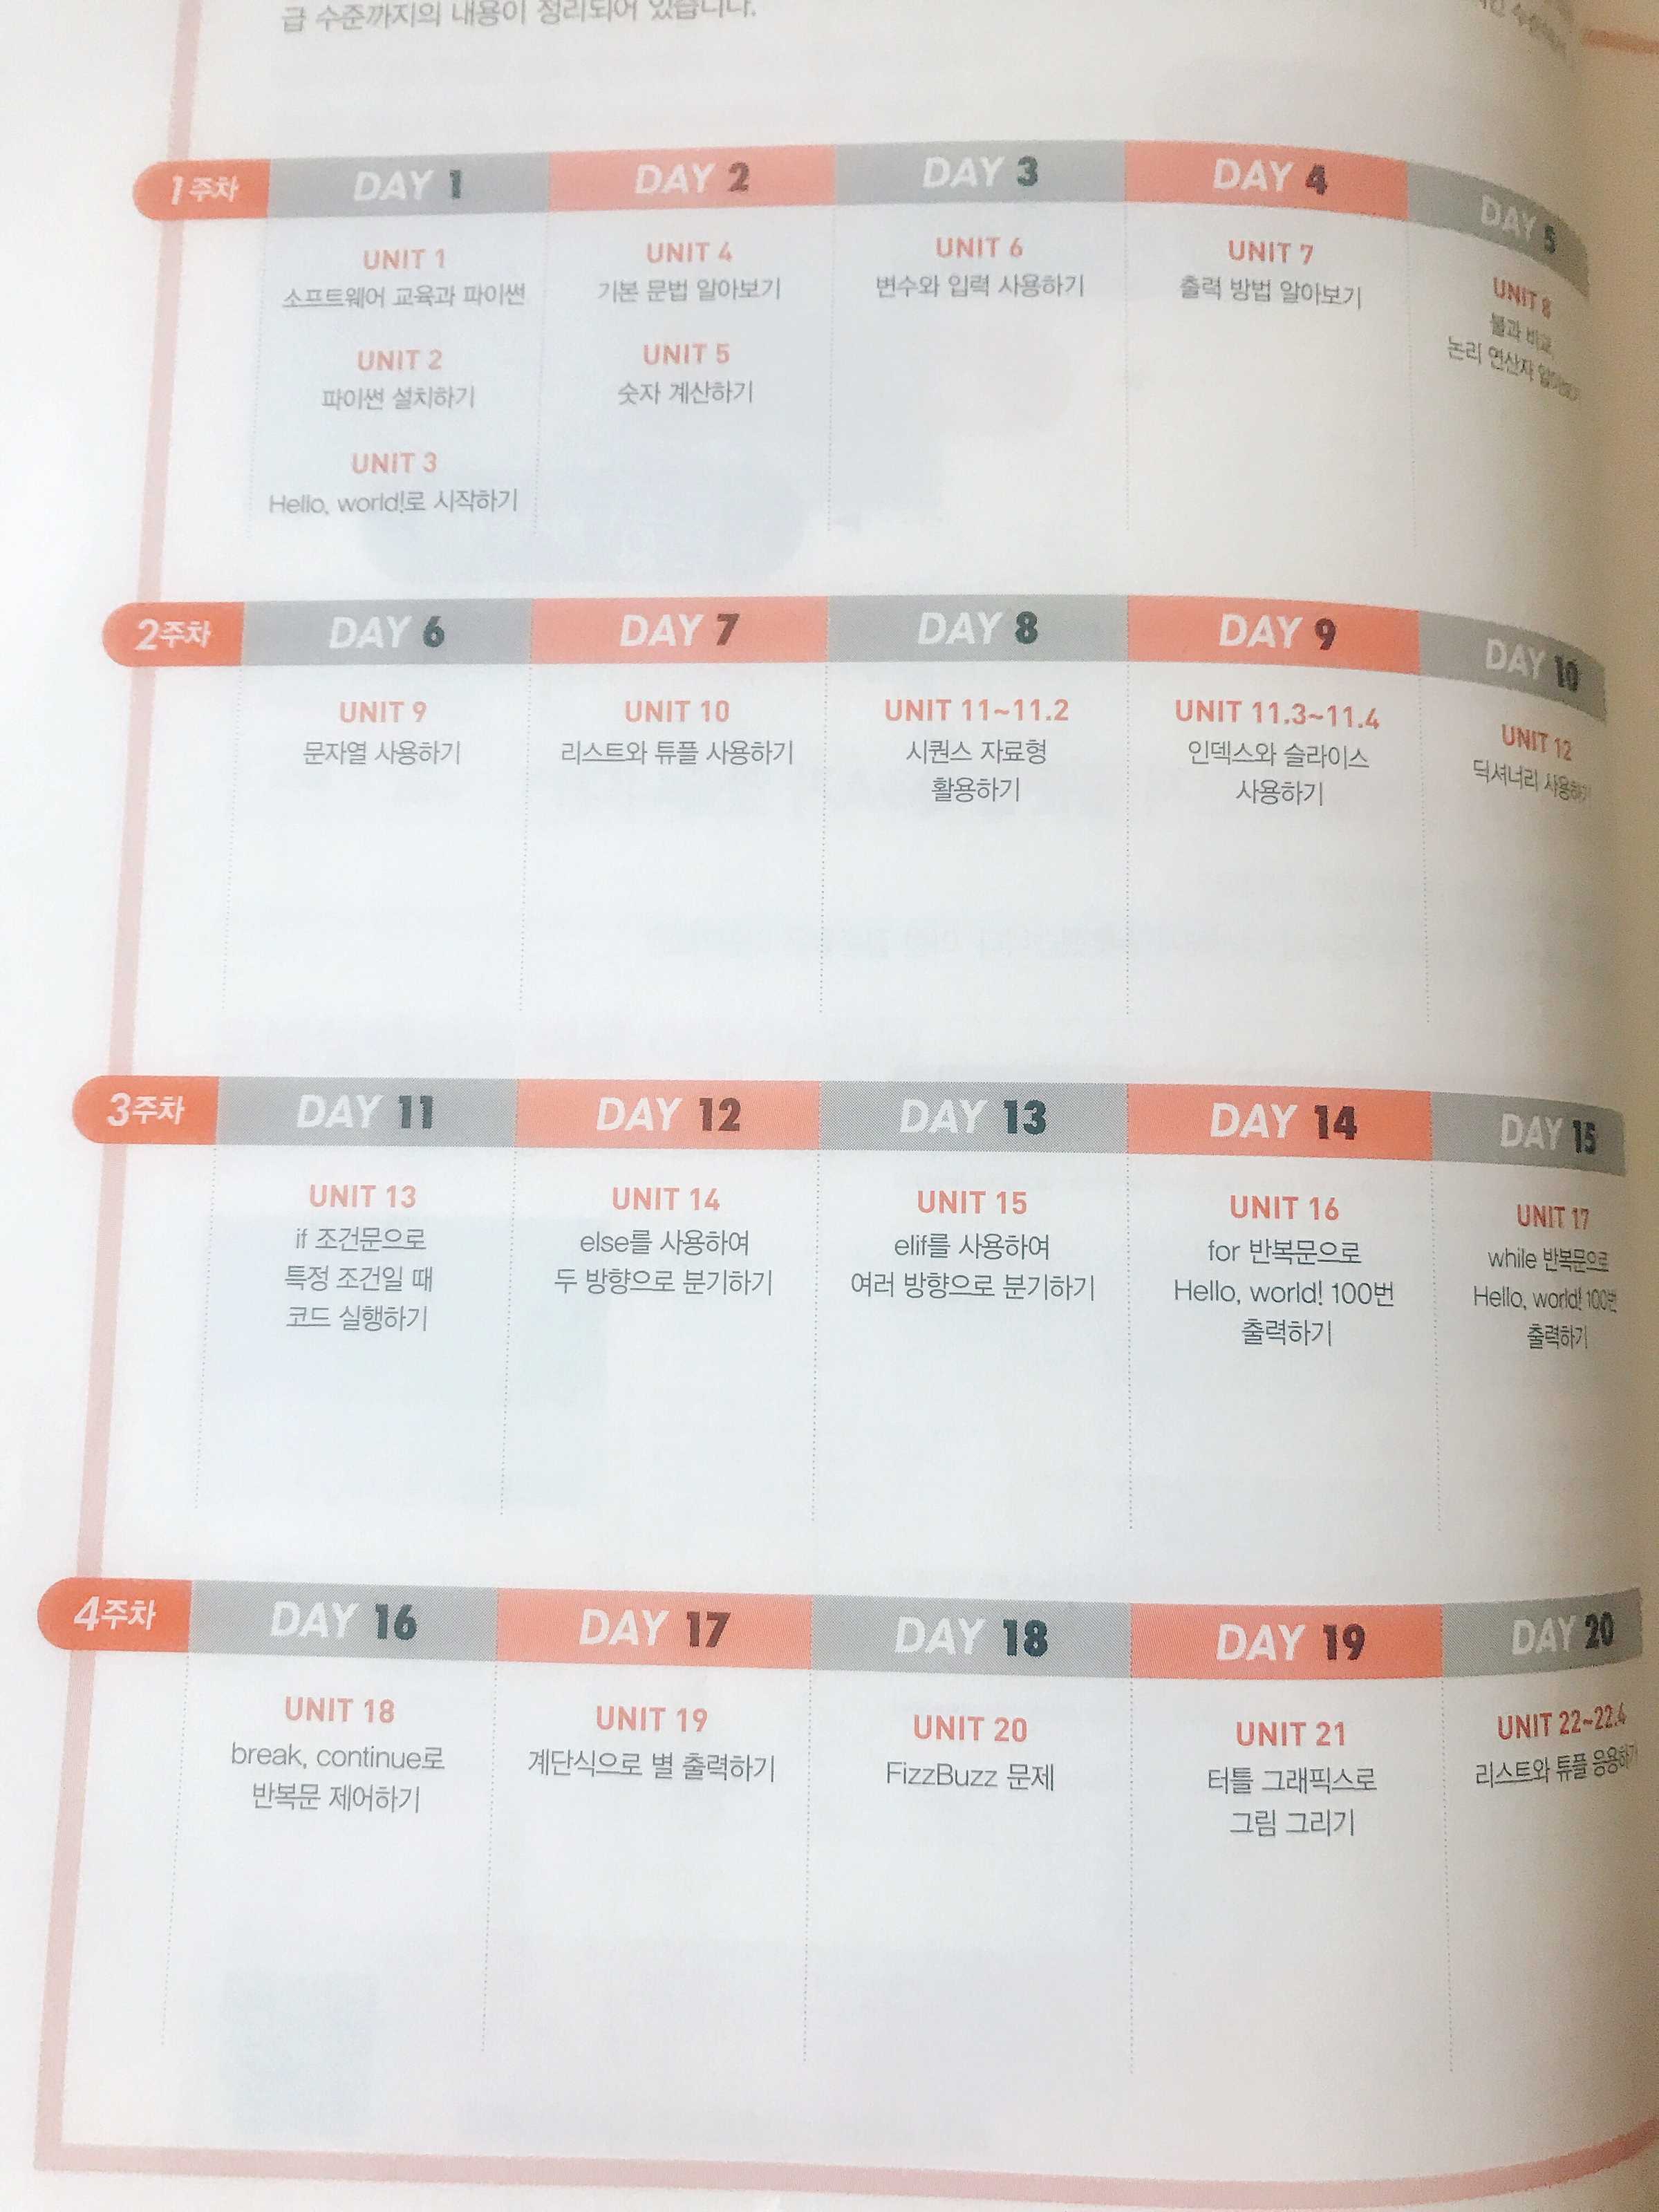 급 수준까지의 내용이 정리되어 있습니다.
1주차
DAY 1
DAY 2
DAY 3
DAY 4
DAY 5
UNIT 1
소프트웨어 교육과 파이썬
UNIT 2
파이썬 설치하기
UNIT 3
Hello, world!로 시작하기
UNIT 4
기본 문법 알아보기
UNIT 5
숫자 계산하기
UNIT 6
변수와 입력 사용하기
UNIT 7
출력 방법 알아보기
UNIT 8
불과 비교,
논리 연산자 알아보기
2주차
DAY 6
DAY 7
DAY 8
DAY 9
DAY 10
UNIT 9
문자열 사용하기
UNIT 10
리스트와 튜플 사용하기
UNIT 11~11.2
시퀀스 자료형
활용하기
UNIT 11.3~11.4
인덱스와 슬라이스
사용하기
UNIT 12
딕셔너리 사용하기
3주차
DAY 11
DAY 12
DAY 13
DAY 14
DAY 15
UNIT 13
if 조건문으로
특정 조건일 때
코드 실행하기
UNIT 14
else를 사용하여
두 방향으로 분기하기
UNIT 15
elif를 사용하여
여러 방향으로 분기하기
UNIT 16
for 반복문으로
Hello, world! 100번
출력하기
UNIT 17
while 반복문으로
Hello, world! 100번
출력하기
4주차
DAY 16
DAY 17
DAY 18
DAY 19
DAY 20
UNIT 18
break, continue로
반복문 제어하기
UNIT 19
계단식으로 별 출력하기
UNIT 20
FizzBuzz 문제
UNIT 21
터틀 그래픽스로
그림 그리기
UNIT 22~22.4
리스트와 튜플 응용하기